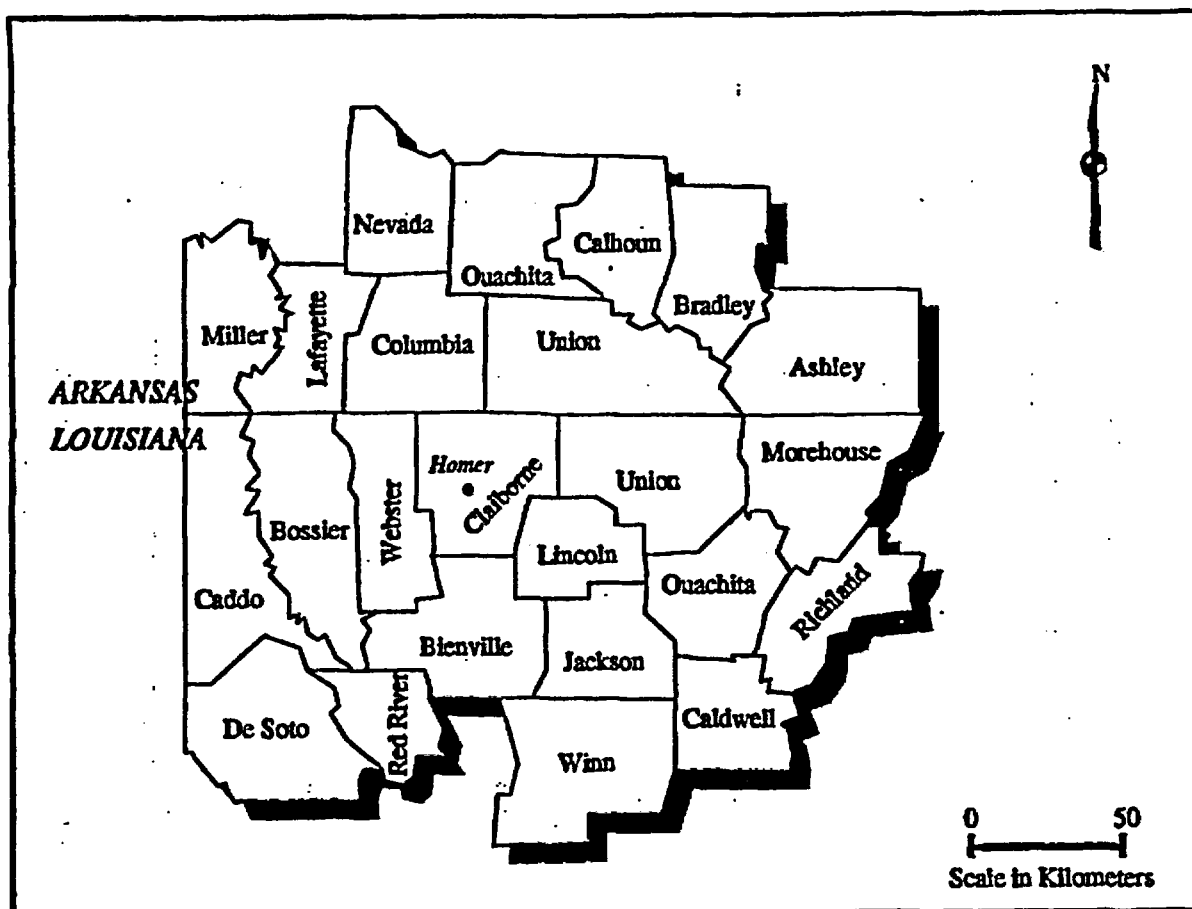 N
Nevada
Calhoun
Ouachita
Bradley
Miller
Lafayette
Columbia
Union
Ashley
ARKANSAS
LOUISIANA
Morehouse
Homer
Claiborne
Union
Webster
Bossier
Lincoln
Ouachita
Richland
Caddo
Bienville
Jackson
Caldwell
De Soto
Red River
Winn
0 50
Scale in Kilometers